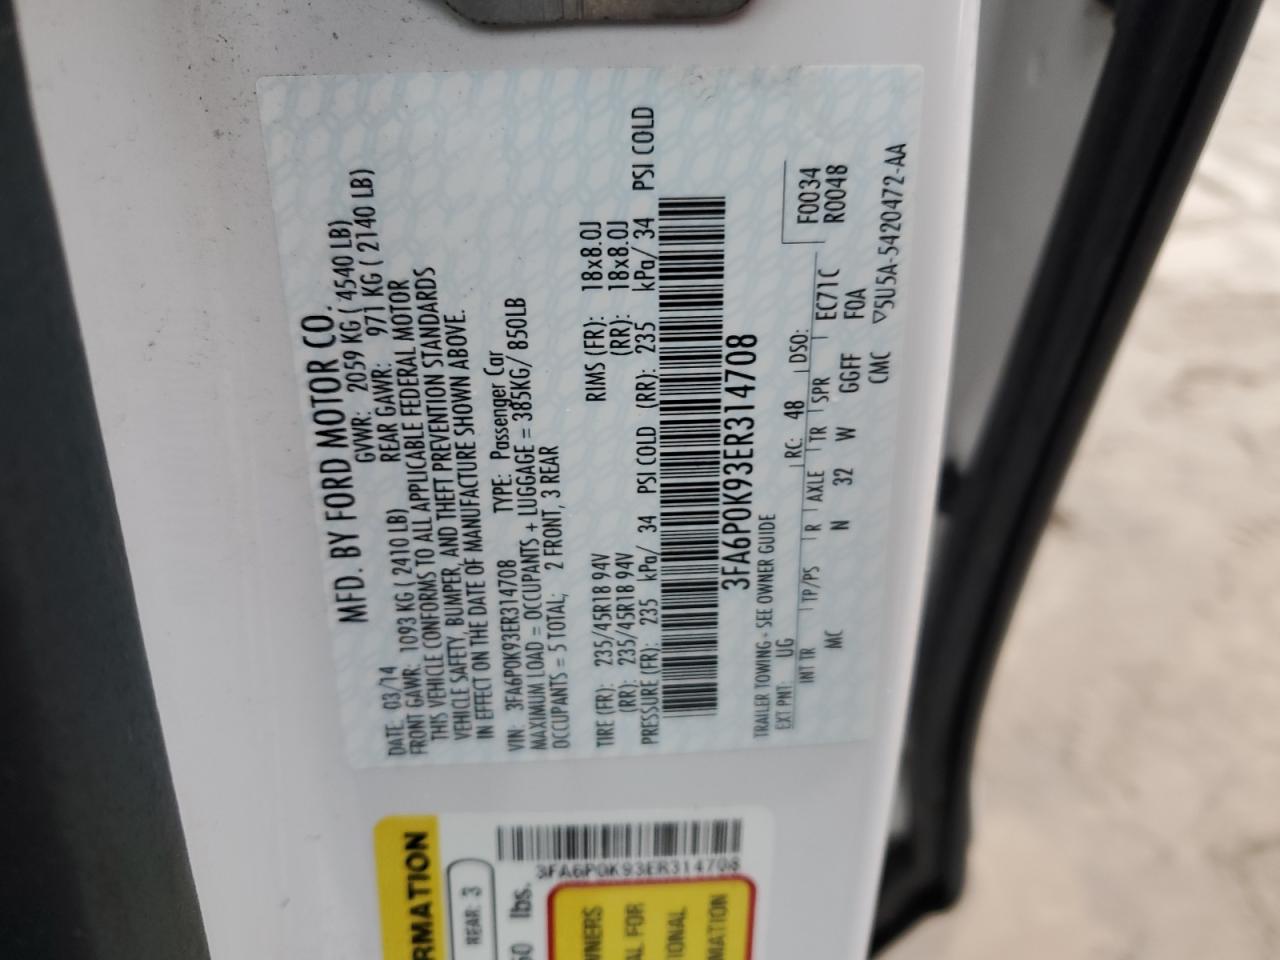 MFD. BY FORD MOTOR CO.
DATE: 03/14 GVWR: 2059 KG ( 4540 LB)
FRONT GAWR: 1093 KG ( 2410 LB) REAR GAWR: 971 KG ( 2140 LB)
THIS VEHICLE CONFORMS TO ALL APPLICABLE FEDERAL MOTOR
VEHICLE SAFETY, BUMPER, AND THEFT PREVENTION STANDARDS
IN EFFECT ON THE DATE OF MANUFACTURE SHOWN ABOVE.
VIN: 3FA6P0K93ER314708 TYPE: Passenger Car
MAXIMUM LOAD = OCCUPANTS + LUGGAGE = 385KG/ 850LB
OCCUPANTS = 5 TOTAL; 2 FRONT, 3 REAR
TIRE (FR): 235/45R18 94V RIMS (FR): 18x8.0J
(RR): 235/45R18 94V (RR): 18x8.0J
PRESSURE (FR): 235 kPa/ 34 PSI COLD (RR): 235 kPa/ 34 PSI COLD
3FA6P0K93ER314708
TRAILER TOWING - SEE OWNER GUIDE
F0034
R0048
EXT PNT: UG RC: 48 DSO:
INT TR TP/PS R AXLE TR SPR EC71C
MC N 32 W GGFF FOA
CMC ▽5U5A-5420472-AA
RMATION
REAR 3
lbs.
3FA6P0K93ER314708
WNERS
AL FOR
TIONAL
MATION